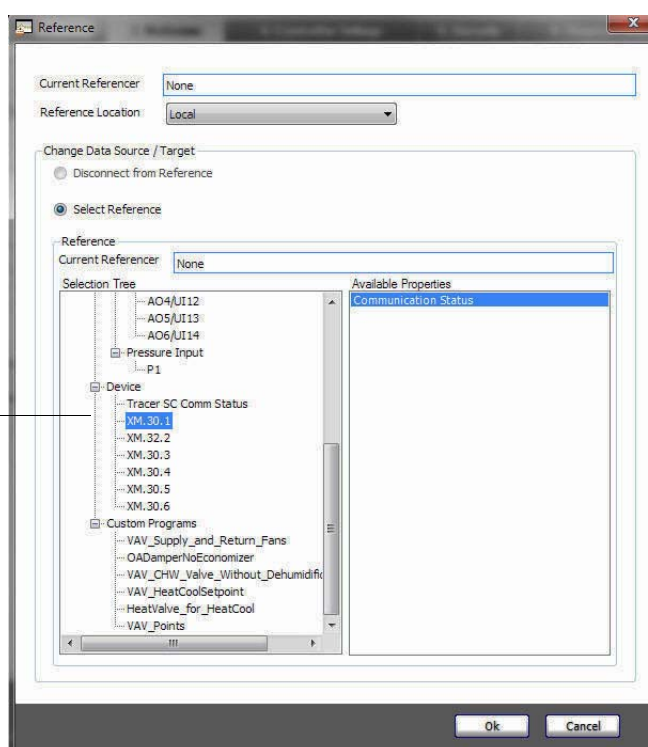 Reference
Current Referencer None
Reference Location Local
Change Data Source / Target
Disconnect from Reference
Select Reference
Reference
Current Referencer None
Selection Tree
AO4/UI12
AO5/UI13
AO6/UI14
Pressure Input
P1
Device
Tracer SC Comm Status
XM.30.1
XM.32.2
XM.30.3
XM.30.4
XM.30.5
XM.30.6
Custom Programs
VAV_Supply_and_Return_Fans
OADamperNoEconomizer
VAV_CHW_Valve_Without_Dehumidific
VAV_HeatCoolSetpoint
HeatValve_for_HeatCool
VAV_Points
Available Properties
Communication Status
Ok Cancel